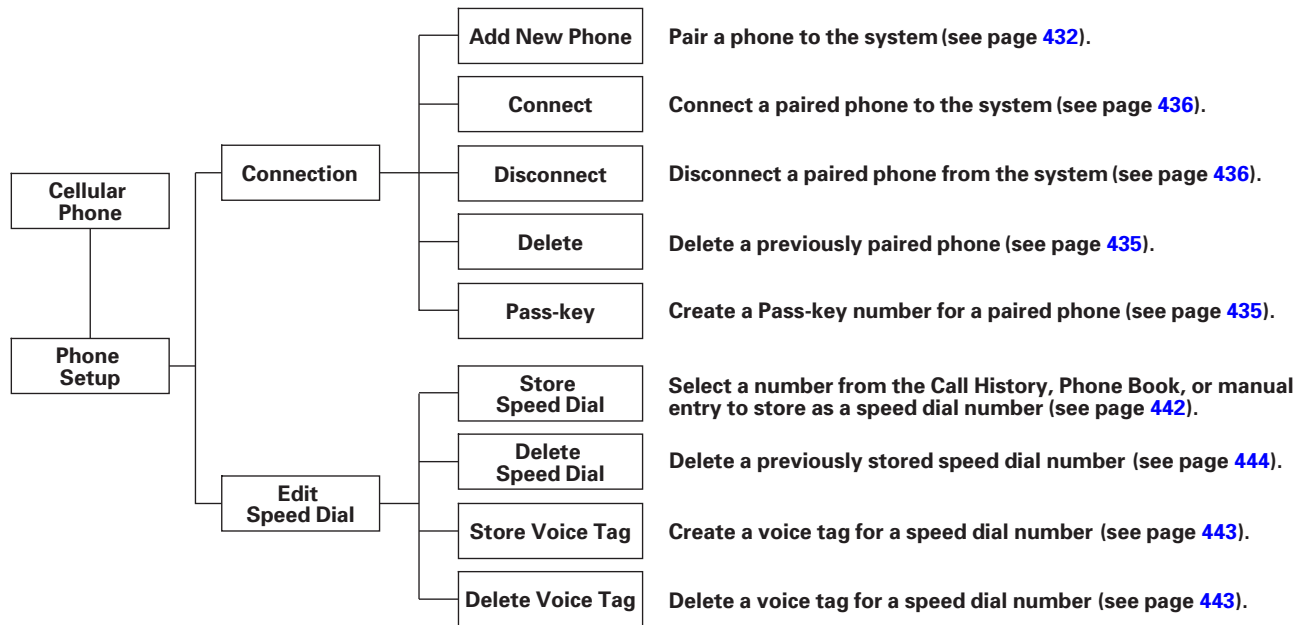 Add New Phone
Pair a phone to the system (see page 432).
Connect
Connect a paired phone to the system (see page 436).
Connection
Disconnect
Disconnect a paired phone from the system (see page 436).
Cellular
Phone
Delete
Delete a previously paired phone (see page 435).
Pass-key
Create a Pass-key number for a paired phone (see page 435).
Phone
Setup
Store
Speed Dial
Select a number from the Call History, Phone Book, or manual
entry to store as a speed dial number (see page 442).
Delete
Speed Dial
Delete a previously stored speed dial number (see page 444).
Edit
Speed Dial
Store Voice Tag
Create a voice tag for a speed dial number (see page 443).
Delete Voice Tag
Delete a voice tag for a speed dial number (see page 443).